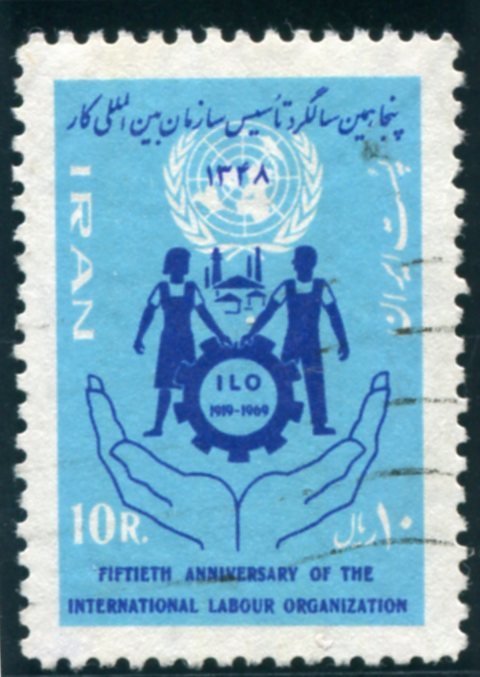 پنجاهمین سالگرد تأسیس سازمان بین المللی کار
۱۳۴۸
IRAN
پست ایران
ILO
1919-1969
10R.
۱۰ ریال
FIFTIETH ANNIVERSARY OF THE
INTERNATIONAL LABOUR ORGANIZATION